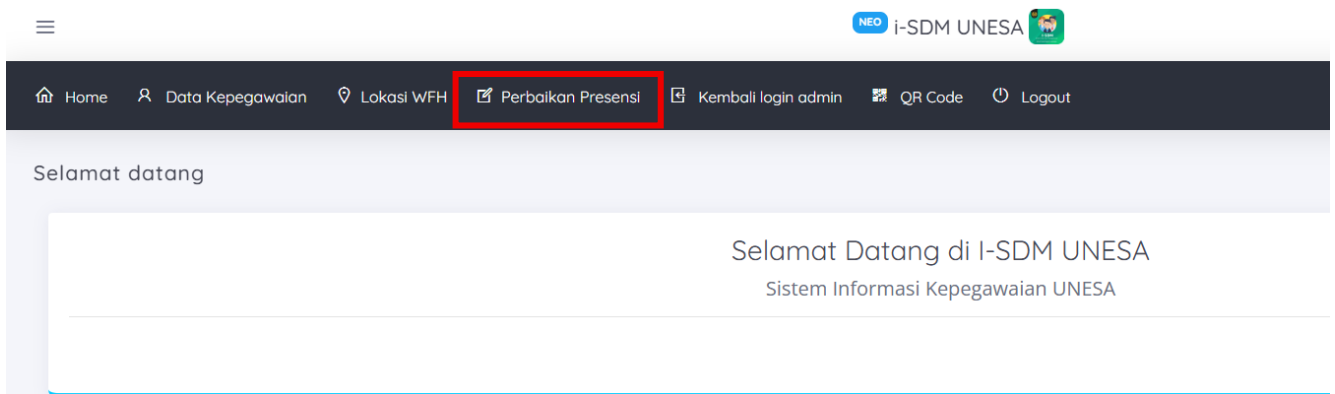 NEO i-SDM UNESA
Home Data Kepegawaian Lokasi WFH Perbaikan Presensi Kembali login admin QR Code Logout
Selamat datang
Selamat Datang di I-SDM UNESA
Sistem Informasi Kepegawaian UNESA